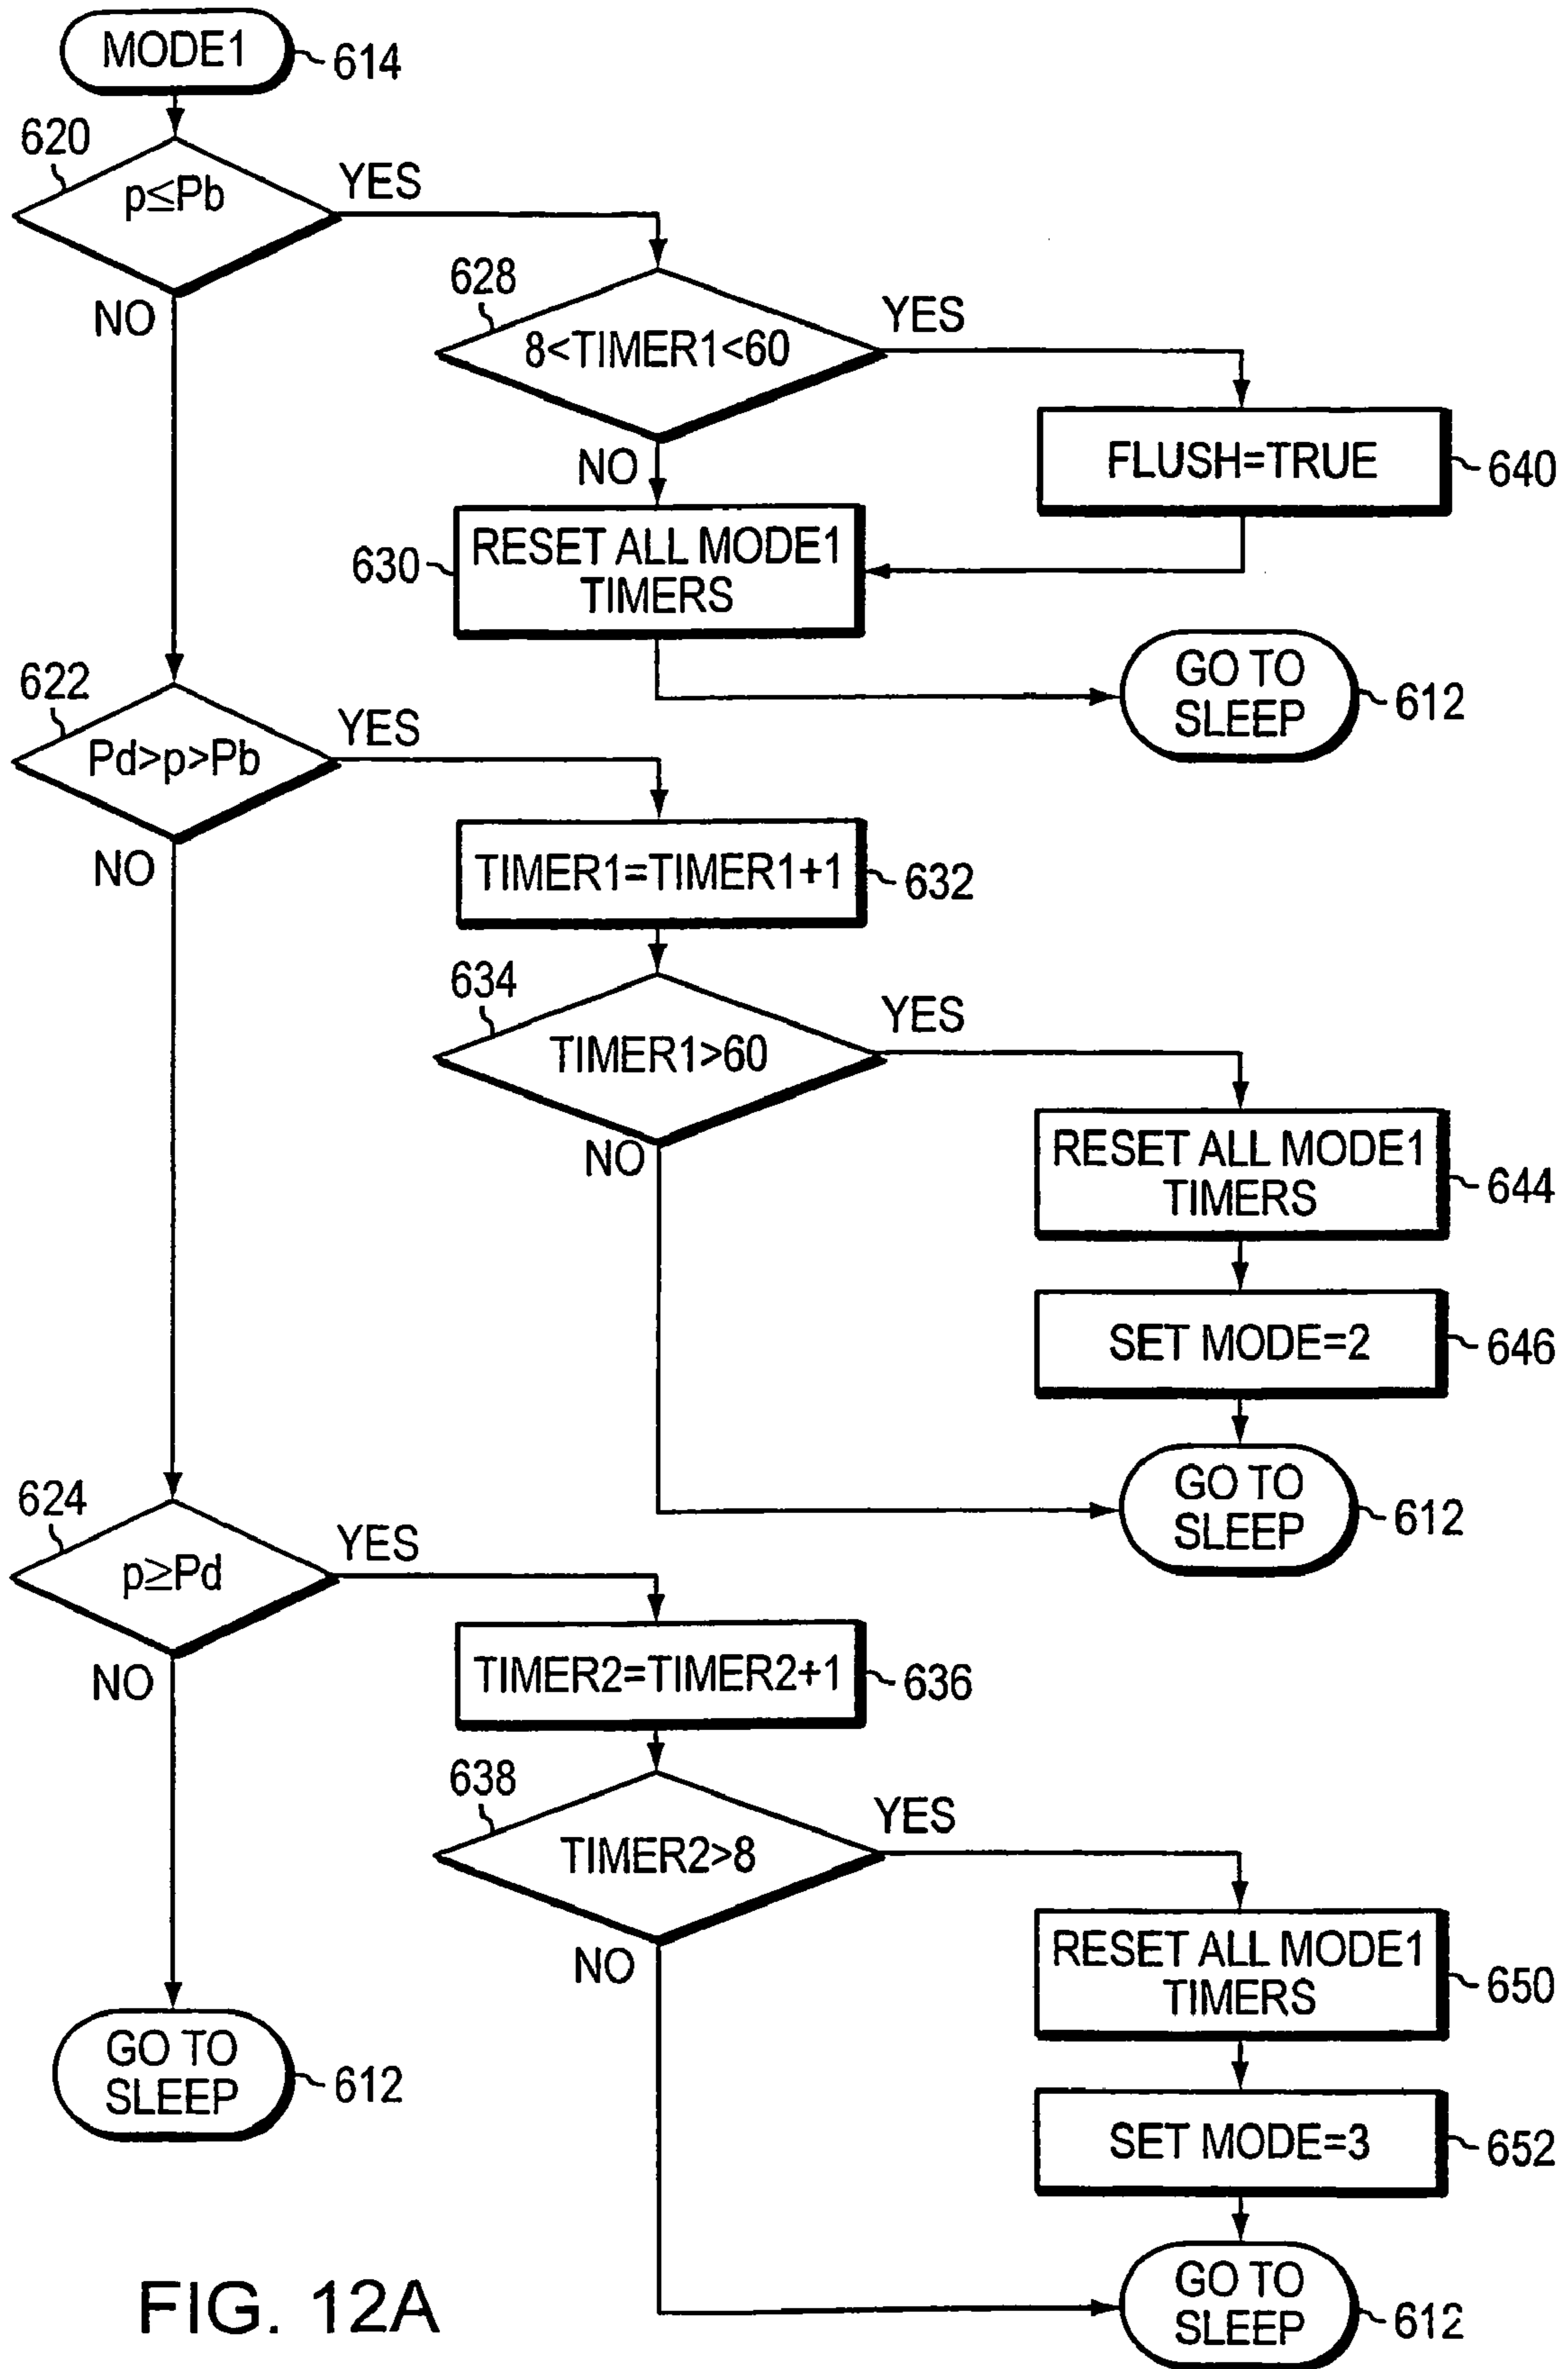 MODE1
614
620
p≤Pb
YES
NO
628
8<TIMER1<60
YES
NO
FLUSH=TRUE
640
630
RESET ALL MODE1
TIMERS
GO TO
SLEEP
612
622
Pd>p>Pb
YES
NO
TIMER1=TIMER1+1
632
634
TIMER1>60
YES
NO
RESET ALL MODE1
TIMERS
644
SET MODE=2
646
GO TO
SLEEP
612
624
p≥Pd
YES
NO
TIMER2=TIMER2+1
636
638
TIMER2>8
YES
NO
RESET ALL MODE1
TIMERS
650
GO TO
SLEEP
612
SET MODE=3
652
GO TO
SLEEP
612
FIG. 12A